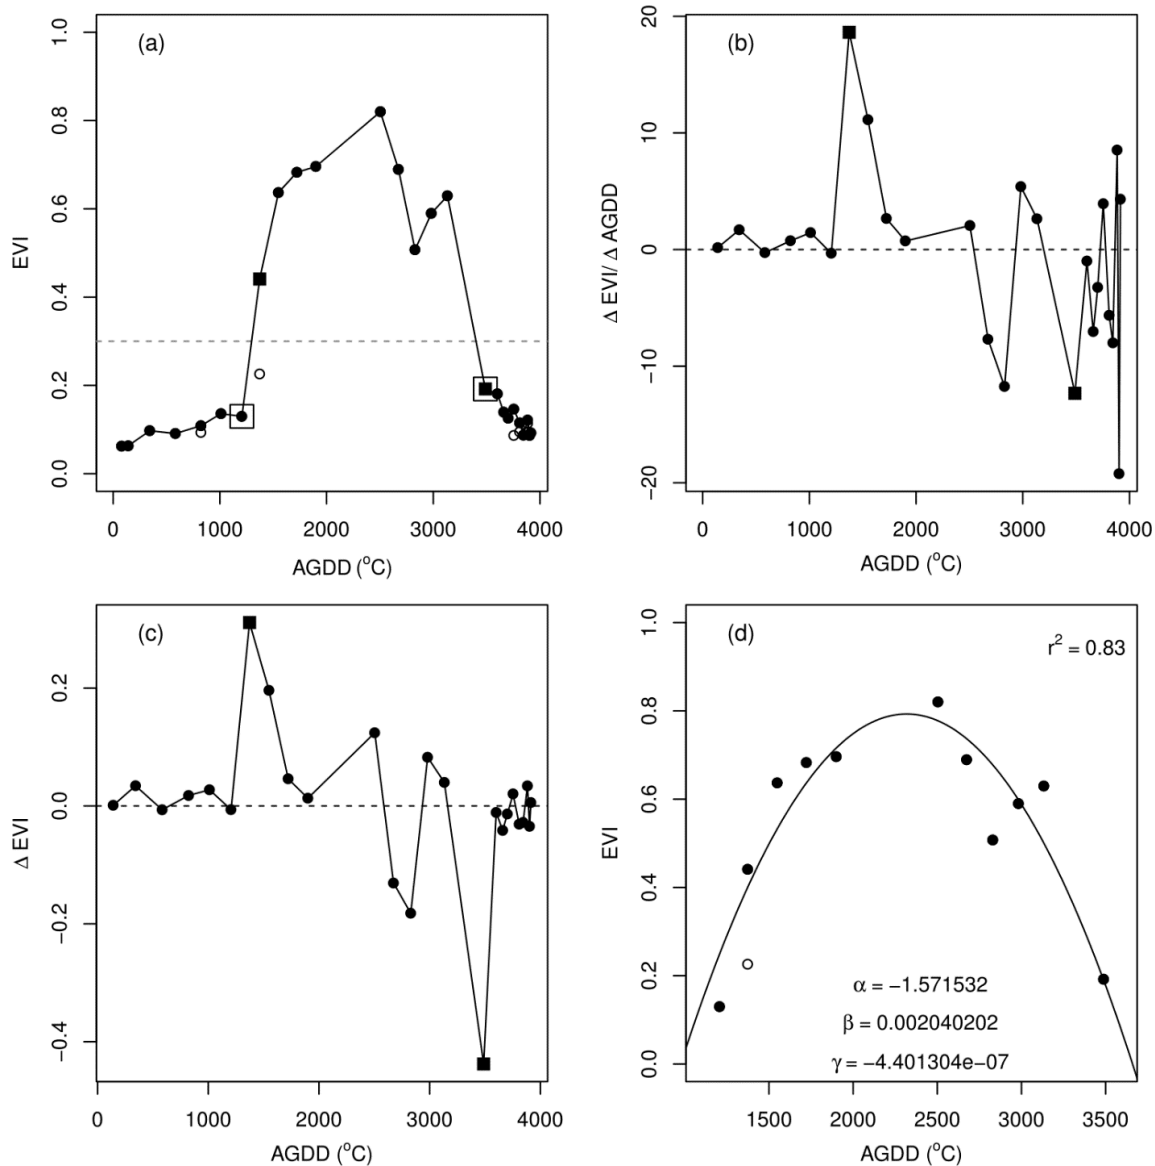 (a)
EVI
0.0 0.2 0.4 0.6 0.8 1.0
0 1000 2000 3000 4000
AGDD (°C)
(b)
Δ EVI/ Δ AGDD
−20 −10 0 10 20
0 1000 2000 3000 4000
AGDD (°C)
(c)
Δ EVI
−0.4 −0.2 0.0 0.2
0 1000 2000 3000 4000
AGDD (°C)
(d)
r² = 0.83
EVI
0.0 0.2 0.4 0.6 0.8 1.0
α = −1.571532
β = 0.002040202
γ = −4.401304e−07
1500 2000 2500 3000 3500
AGDD (°C)